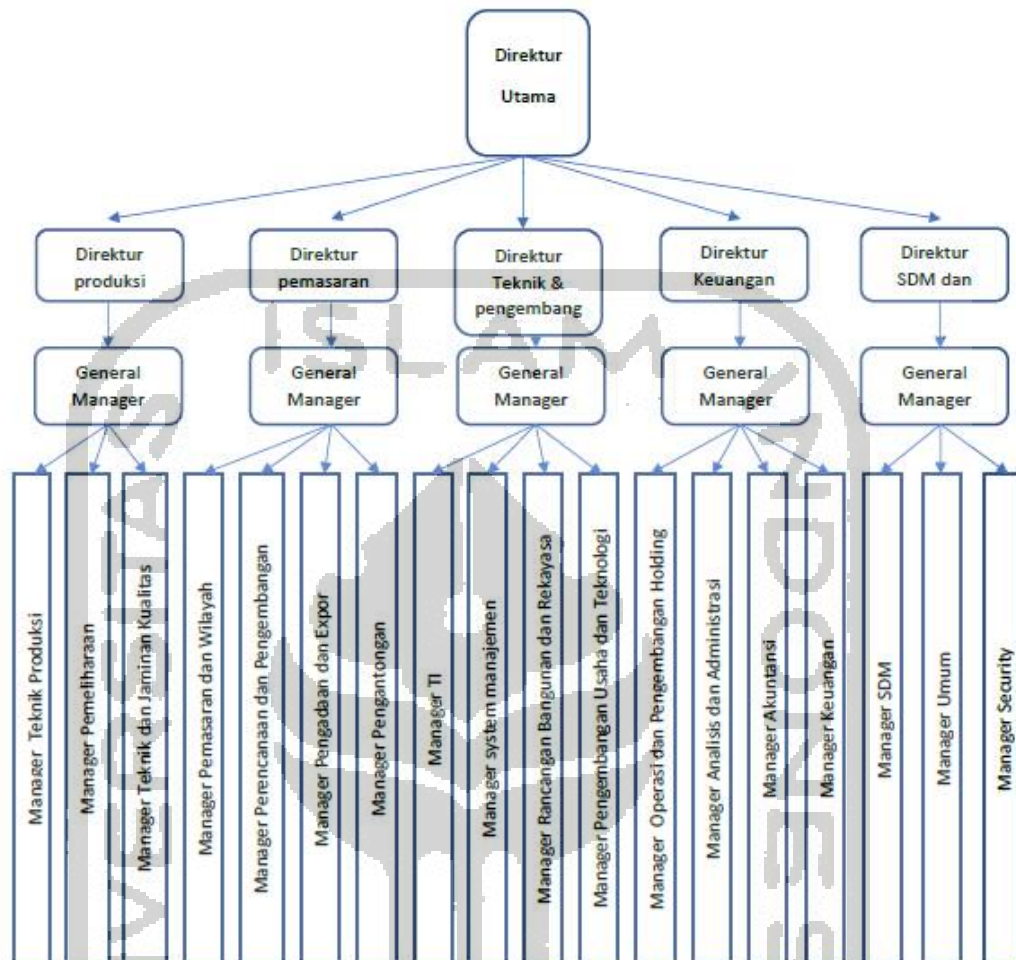 Direktur
Utama
Direktur
produksi
Direktur
pemasaran
Direktur
Teknik &
pengembang
Direktur
Keuangan
Direktur
SDM dan
General
Manager
General
Manager
General
Manager
General
Manager
General
Manager
Manager Teknik Produksi
Manager Pemeliharaan
Manager Teknik dan Jaminan Kualitas
Manager Pemasaran dan Wilayah
Manager Perencanaan dan Pengembangan
Manager Pengadaan dan Expor
Manager Pengantongan
Manager TI
Manager system manajemen
Manager Rancangan Bangunan dan Rekayasa
Manager Pengembangan Usaha dan Teknologi
Manager Operasi dan Pengembangan Holding
Manager Analisis dan Administrasi
Manager Akuntansi
Manager Keuangan
Manager SDM
Manager Umum
Manager Security
ISLAM